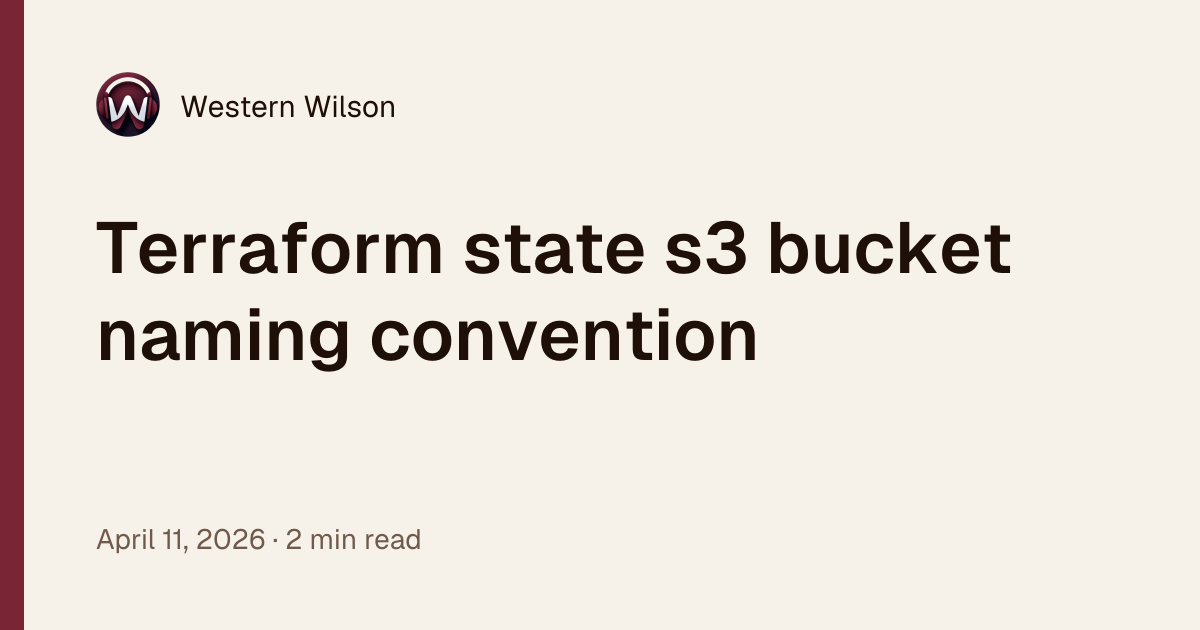 W
Western Wilson
Terraform state s3 bucket
naming convention
April 11, 2026 · 2 min read